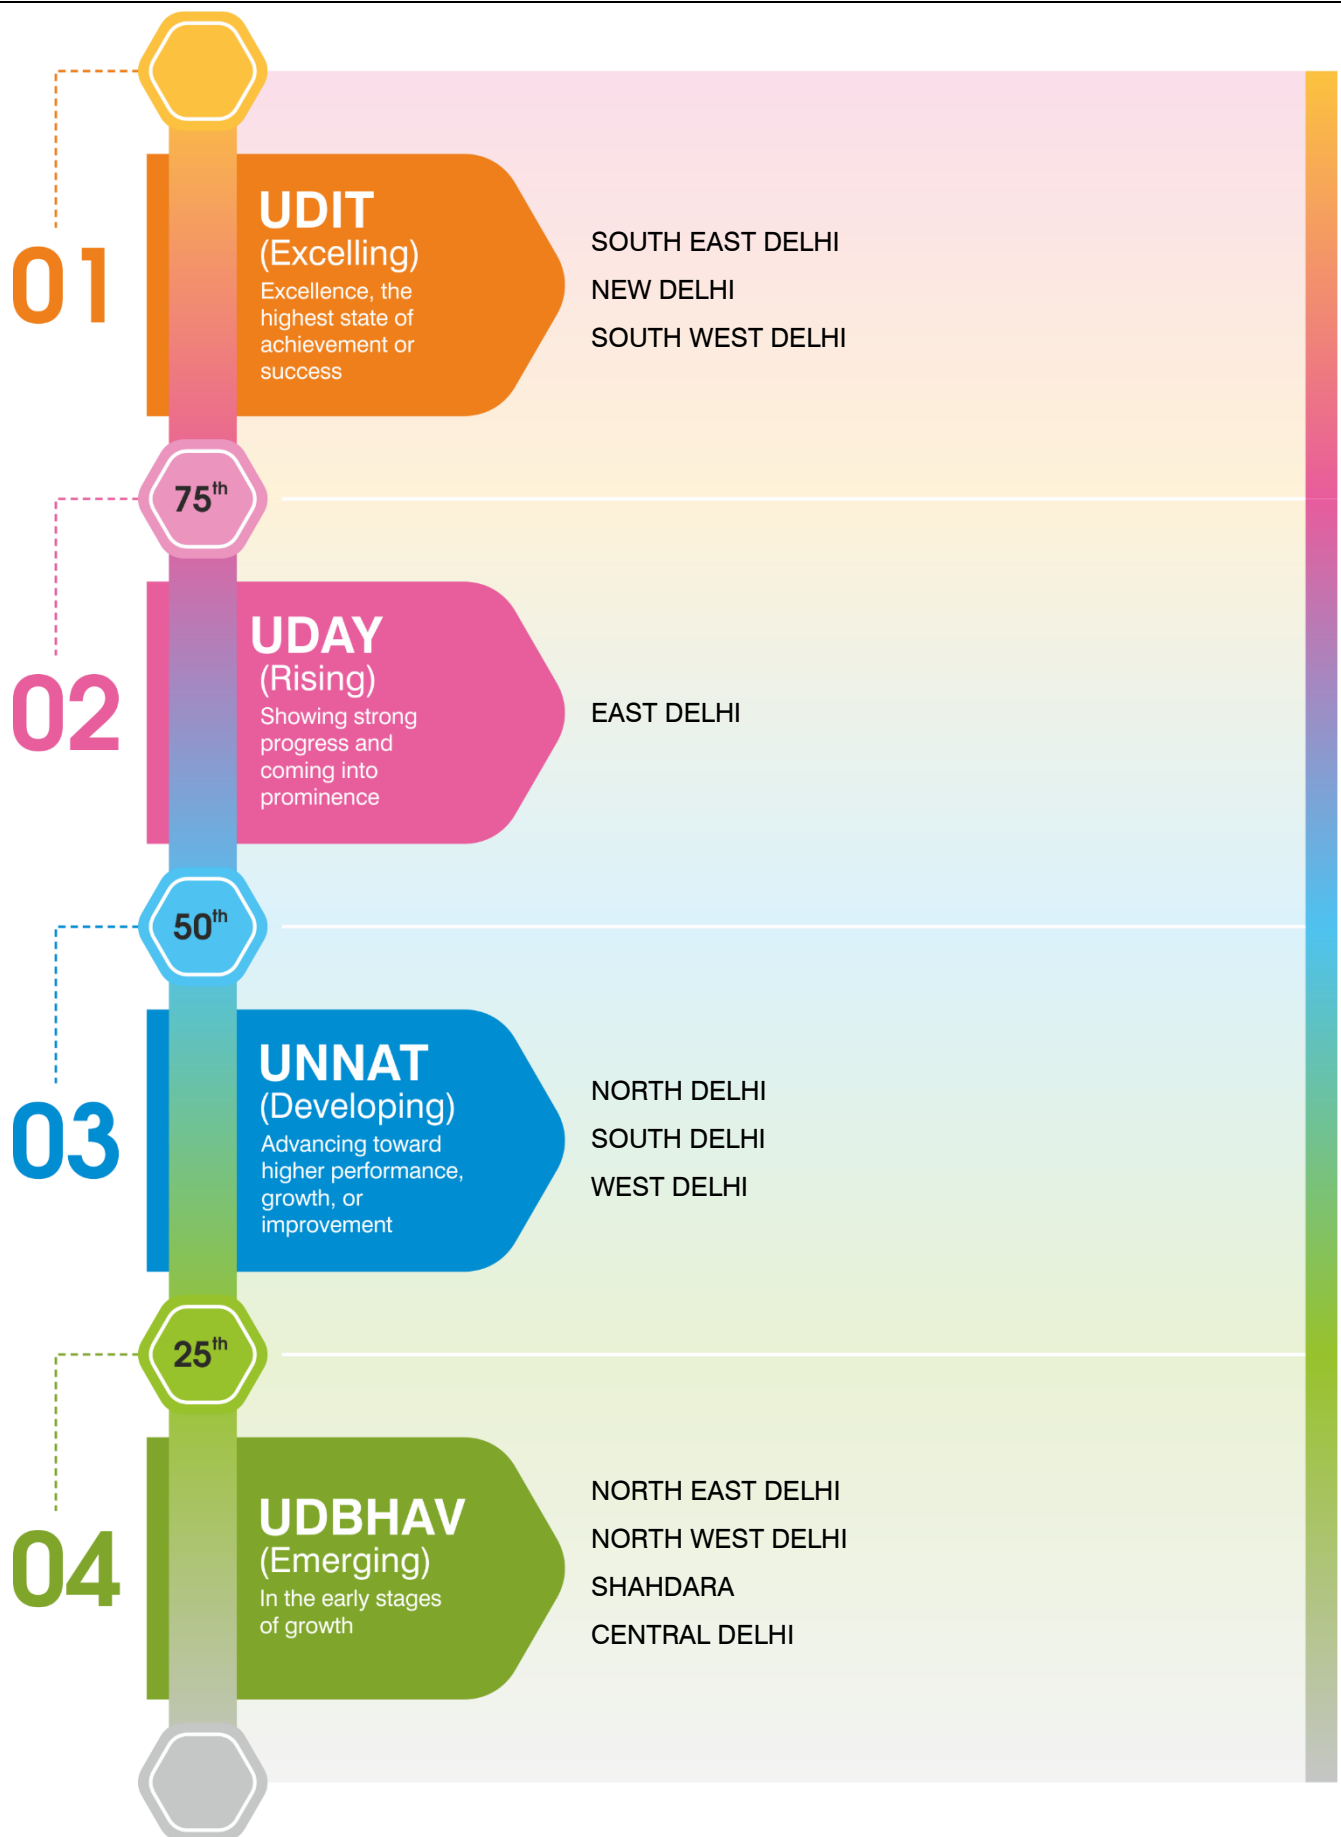 01
UDIT
(Excelling)
Excellence, the
highest state of
achievement or
success
SOUTH EAST DELHI
NEW DELHI
SOUTH WEST DELHI
75th
02
UDAY
(Rising)
Showing strong
progress and
coming into
prominence
EAST DELHI
50th
03
UNNAT
(Developing)
Advancing toward
higher performance,
growth, or
improvement
NORTH DELHI
SOUTH DELHI
WEST DELHI
25th
04
UDBHAV
(Emerging)
In the early stages
of growth
NORTH EAST DELHI
NORTH WEST DELHI
SHAHDARA
CENTRAL DELHI